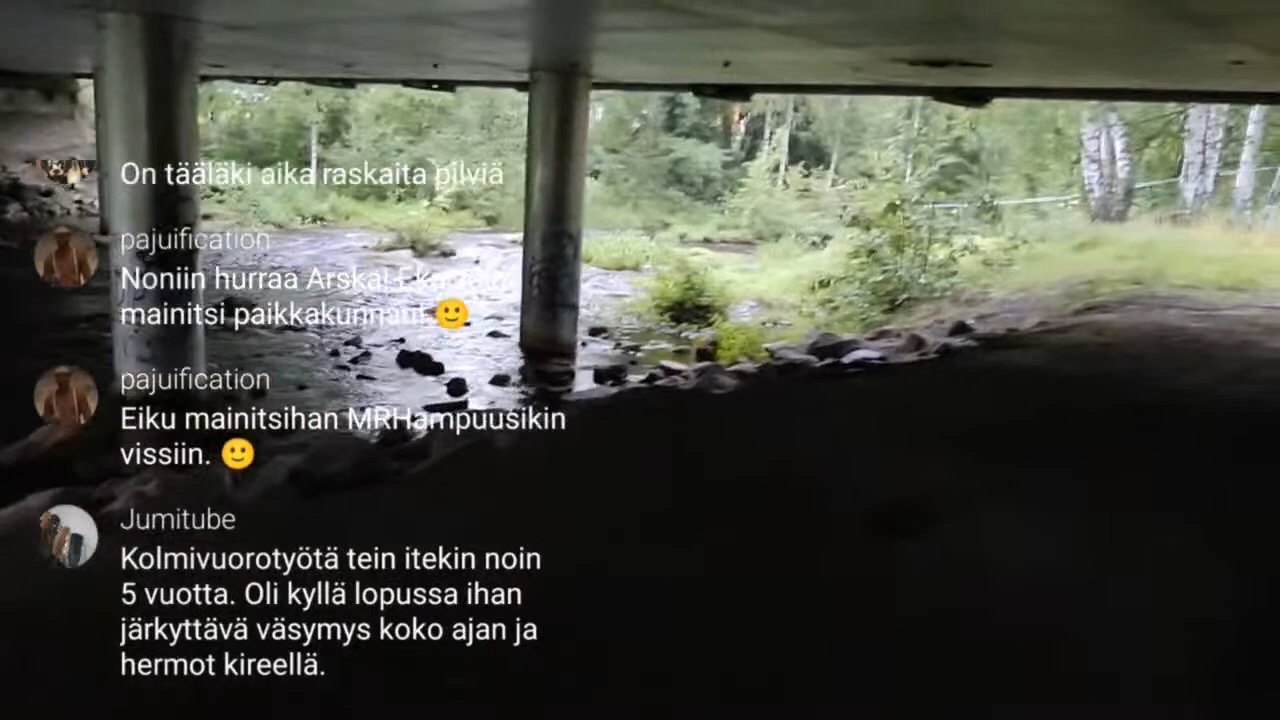 On tääläki aika raskaita pilviä
pajuification
Noniin hurraa Arska!
mainitsi paikkakunnan 🙂
pajuification
Eiku mainitsihan MRHampuusikin
vissiin. 🙂
Jumitube
Kolmivuorotyötä tein itekin noin
5 vuotta. Oli kyllä lopussa ihan
järkyttävä väsymys koko ajan ja
hermot kireellä.